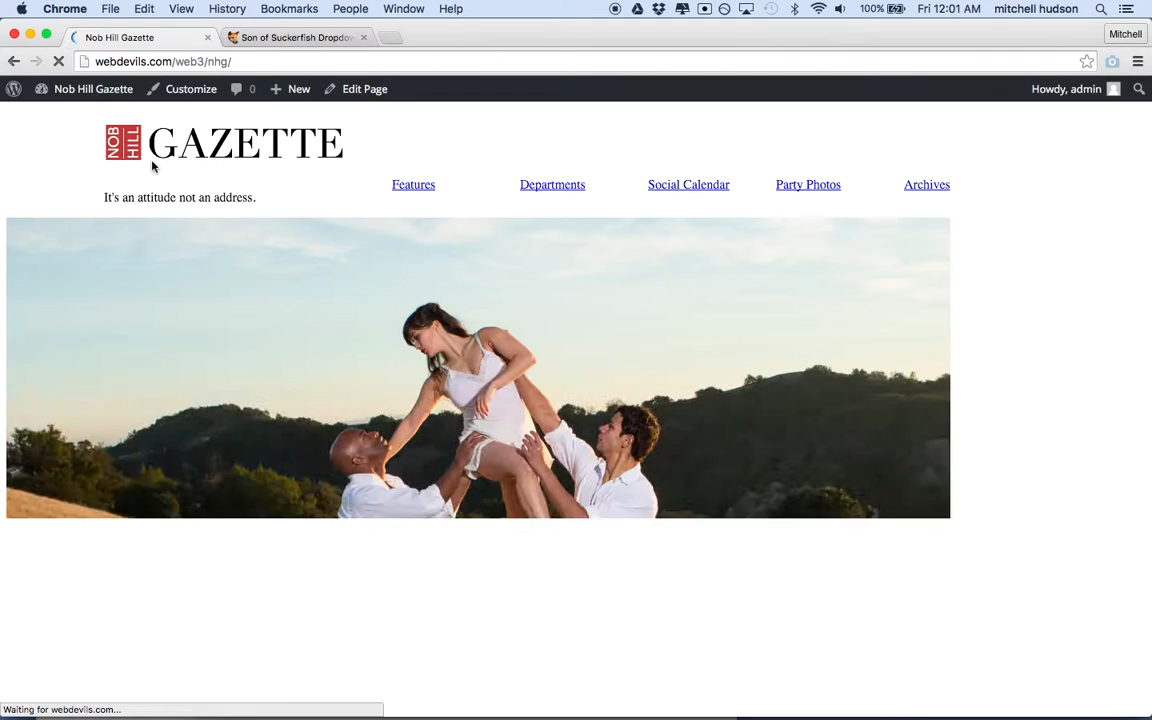 Chrome File Edit View History Bookmarks People Window Help 100% Fri 12:01 AM mitchell hudson
Nob Hill Gazette Son of Suckerfish Dropdow Mitchell
webdevils.com/web3/nhg/
Nob Hill Gazette Customize 0 New Edit Page Howdy, admin
NOB HILL GAZETTE
Features Departments Social Calendar Party Photos Archives
It's an attitude not an address.
Waiting for webdevils.com...